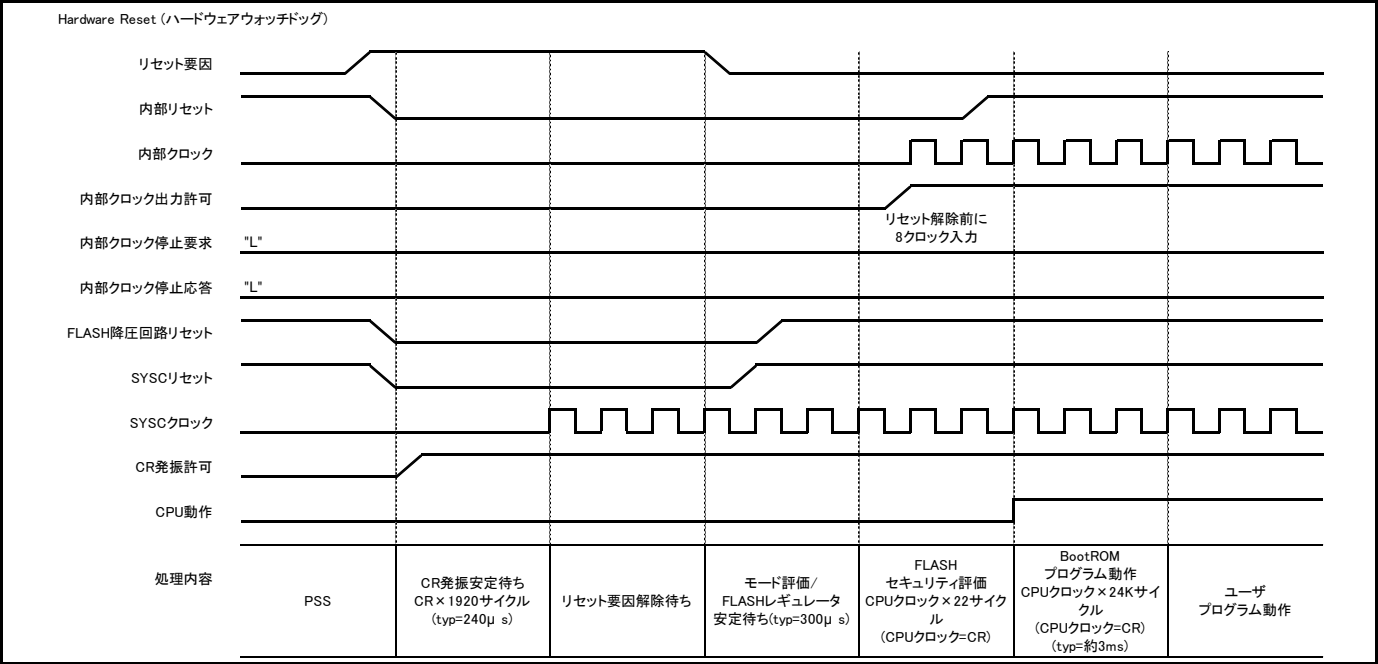 Hardware Reset (ハードウェアウォッチドッグ)
リセット要因
内部リセット
内部クロック
内部クロック出力許可
リセット解除前に
8クロック入力
内部クロック停止要求
"L"
内部クロック停止応答
"L"
FLASH降圧回路リセット
SYSCリセット
SYSCクロック
CR発振許可
CPU動作
処理内容
PSS
CR発振安定待ち
CR×1920サイクル
(typ=240μ s)
リセット要因解除待ち
モード評価/
FLASHレギュレータ
安定待ち(typ=300μ s)
FLASH
セキュリティ評価
CPUクロック×22サイク
ル
(CPUクロック=CR)
BootROM
プログラム動作
CPUクロック×24Kサイ
クル
(CPUクロック=CR)
(typ=約3ms)
ユーザ
プログラム動作